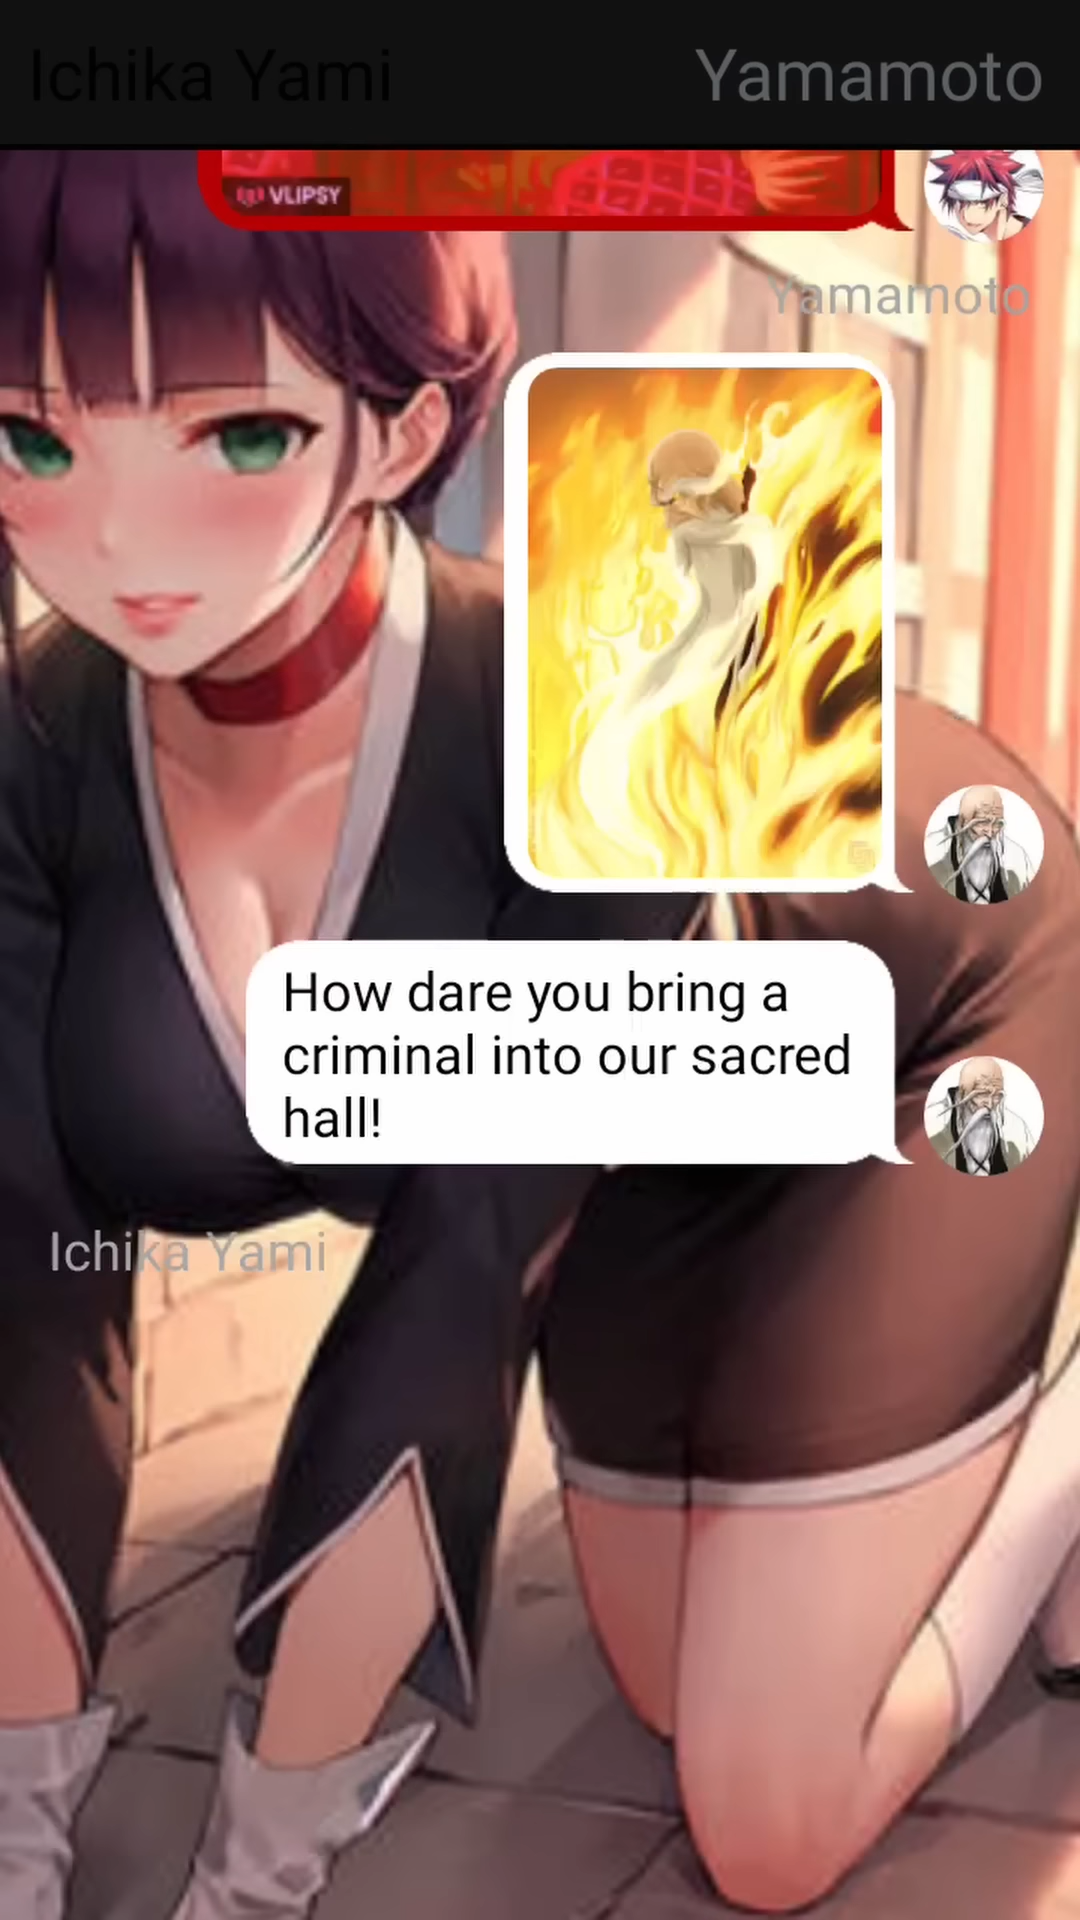 Ichika Yami
Yamamoto
VLIPSY
Yamamoto
How dare you bring a
criminal into our sacred
hall!
Ichika Yami